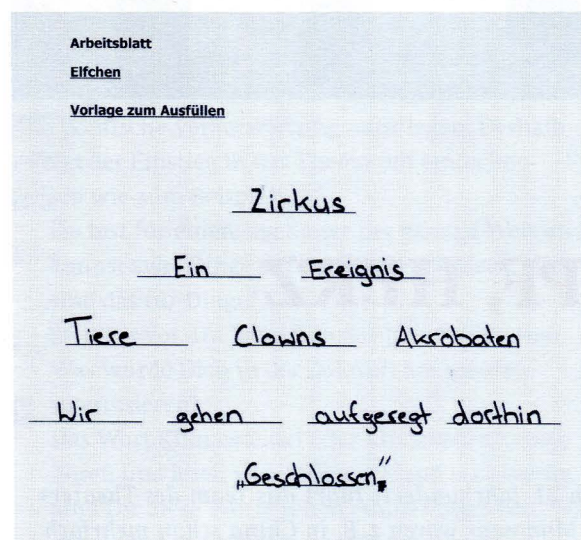 Arbeitsblatt
Elfchen
Vorlage zum Ausfüllen
Zirkus
Ein Ereignis
Tiere Clowns Akrobaten
Wir gehen aufgeregt dorthin
„Geschlossen“